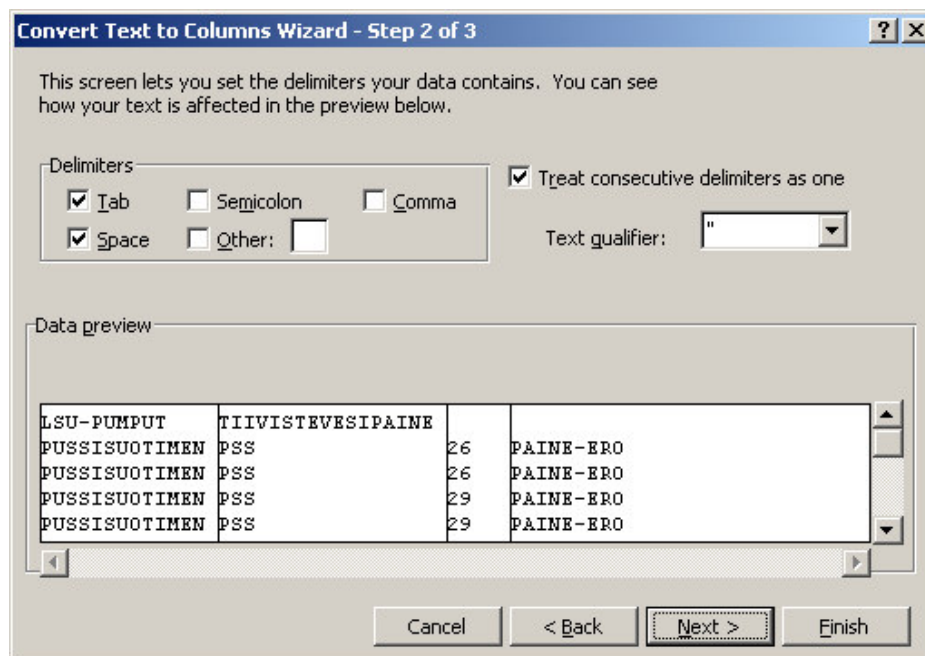 Convert Text to Columns Wizard - Step 2 of 3
This screen lets you set the delimiters your data contains. You can see
how your text is affected in the preview below.
Delimiters
Tab Semicolon Comma
Space Other:
Treat consecutive delimiters as one
Text qualifier: "
Data preview
LSU-PUMPUT TIIVISTEVESIPAINE
PUSSISUOTIMEN PSS 26 PAINE-ERO
PUSSISUOTIMEN PSS 26 PAINE-ERO
PUSSISUOTIMEN PSS 29 PAINE-ERO
PUSSISUOTIMEN PSS 29 PAINE-ERO
Cancel < Back Next > Finish